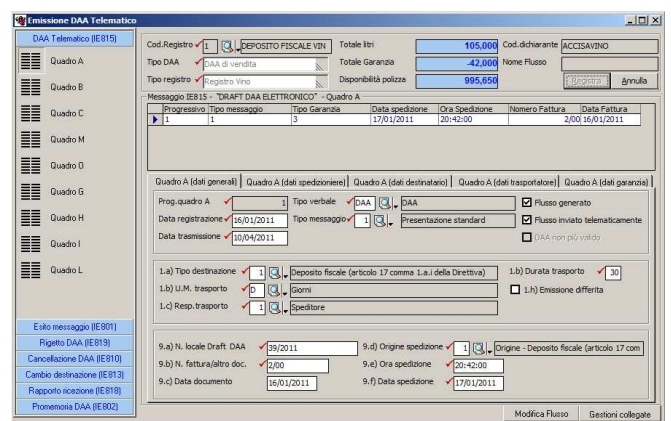 Emissione DAA Telematico
DAA Telematico (IE815)
Quadro A
Quadro B
Quadro C
Quadro M
Quadro O
Quadro G
Quadro H
Quadro I
Quadro L
Esito messaggio (IE801)
Rigetto DAA (IE819)
Cancellazione DAA (IE810)
Cambio destinazione (IE813)
Rapporto ricezione (IE818)
Promemoria DAA (IE802)
Cod.Registro 1 DEPOSITO FISCALE VIN Totale litri 105,000 Cod.dichiarante ACCISAVINO
Tipo DAA DAA di vendita Totale Garanzia -42,000 Nome Flusso
Tipo registro Registro Vino Disponibilità polizza 995,650 Registra Annulla
Messaggio IE815 - "DRAFT DAA ELETTRONICO" - Quadro A
Progressivo Tipo messaggio Tipo Garanzia Data spedizione Ora Spedizione Numero Fattura Data Fattura
1 1 3 17/01/2011 20:42:00 2/00 16/01/2011
Quadro A (dati generali) Quadro A (dati spedizioniere) Quadro A (dati destinatario) Quadro A (dati trasportatore) Quadro A (dati garanzia)
Prog.quadro A 1 Tipo verbale DAA DAA Flusso generato
Data registrazione 16/01/2011 Tipo messaggio 1 Presentazione standard Flusso inviato telematicamente
Data trasmissione 10/04/2011 DAA non più valido
1.a) Tipo destinazione 1 Deposito fiscale (articolo 17 comma 1.a.i della Direttiva) 1.b) Durata trasporto 30
1.b) U.M. trasporto D Giorni 1.h) Emissione differita
1.c) Resp.trasporto 1 Speditore
9.a) N. locale Draft DAA 39/2011 9.d) Origine spedizione 1 Origine - Deposito fiscale (articolo 17 com
9.b) N. fattura/altro doc. 2/00 9.e) Ora spedizione 20:42:00
9.c) Data documento 16/01/2011 9.f) Data spedizione 17/01/2011
Modifica Flusso Gestioni collegate